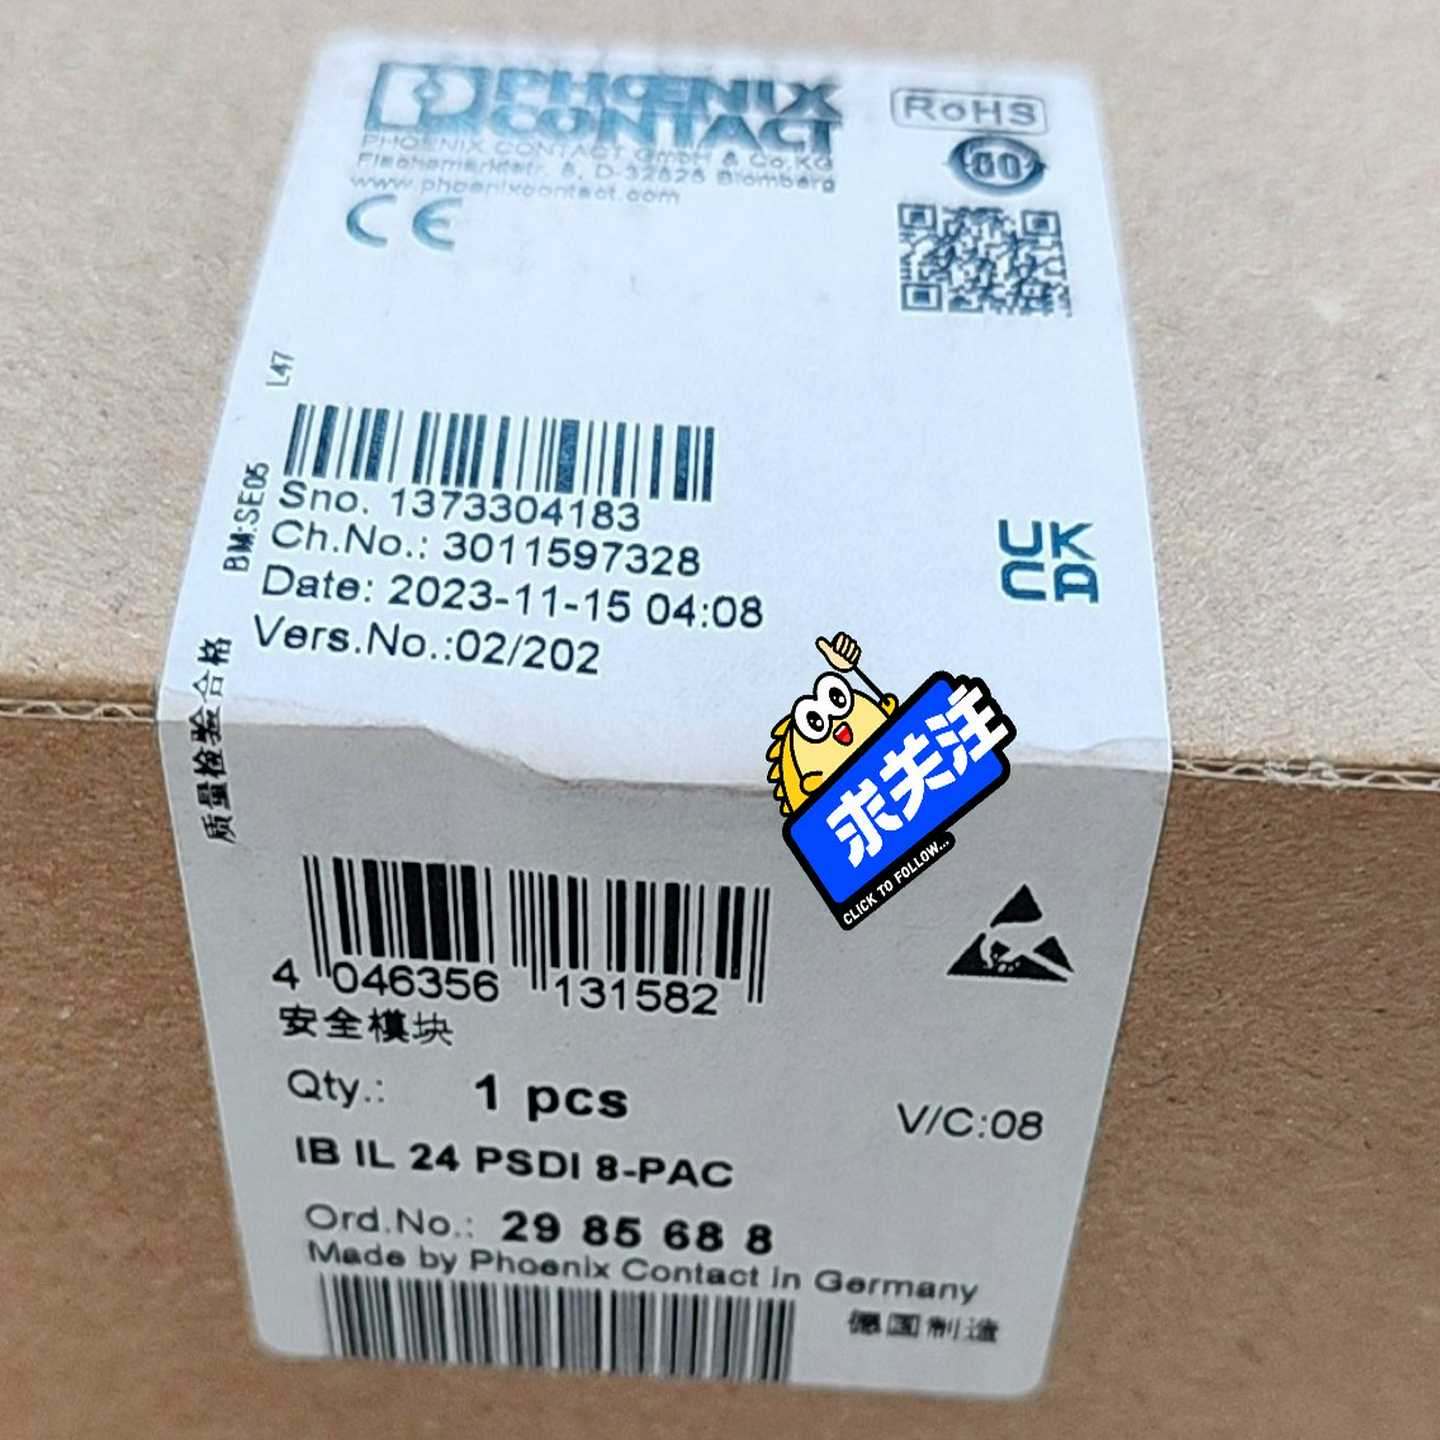 PHOENIX
CONTACT
PHOENIX CONTACT GmbH & Co.KG
Flachsmarktstr. 8, D-32825 Blomberg
www.phoenixcontact.com
CE
RoHS
L47
BM:SE05
质量检验合格
Sno. 1373304183
Ch.No.: 3011597328
Date: 2023-11-15 04:08
Vers.No.:02/202
UK
CA
求关注
CLICK TO FOLLOW...
4 046356 131582
安全模块
Qty.: 1 pcs
V/C:08
IB IL 24 PSDI 8-PAC
Ord.No.: 29 85 68 8
Made by Phoenix Contact in Germany
德国制造